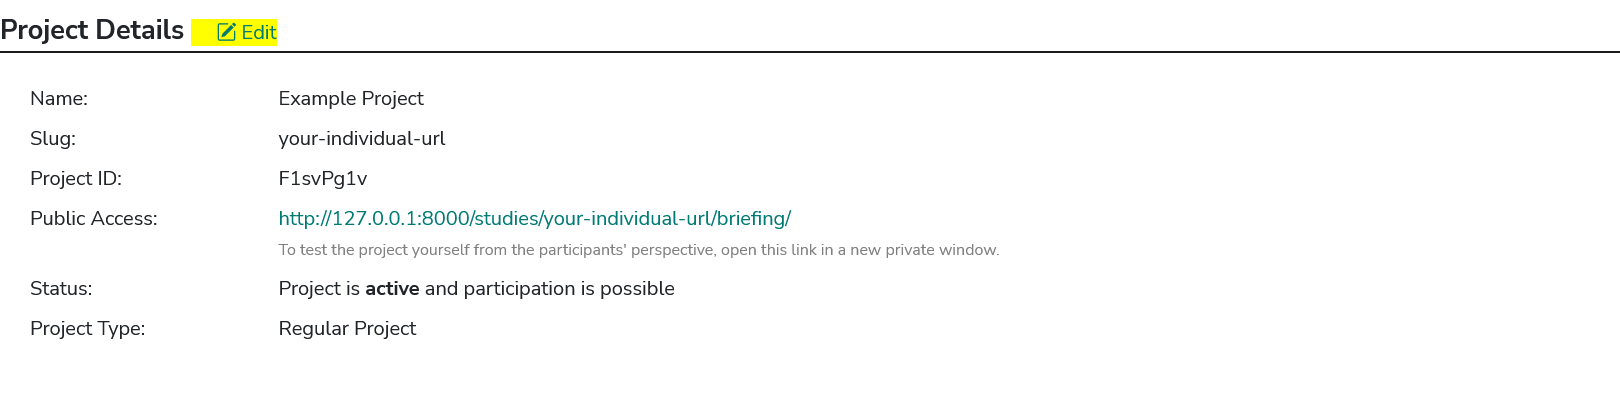 Project Details Edit
Name: Example Project
Slug: your-individual-url
Project ID: F1svPg1v
Public Access: http://127.0.0.1:8000/studies/your-individual-url/briefing/
To test the project yourself from the participants' perspective, open this link in a new private window.
Status: Project is active and participation is possible
Project Type: Regular Project